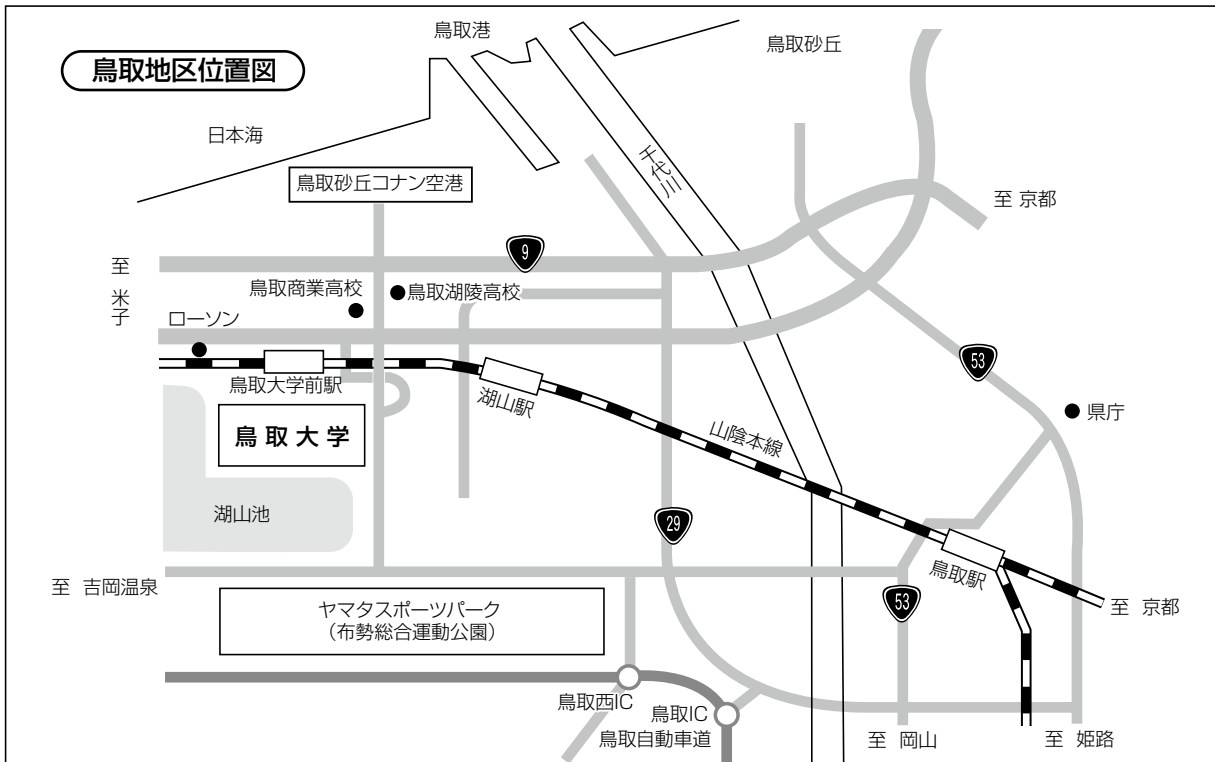 鳥取港
鳥取砂丘
鳥取地区位置図
日本海
千代川
鳥取砂丘コナン空港
至 京都
9
至 米子
鳥取商業高校
鳥取湖陵高校
ローソン
53
鳥取大学前駅
湖山駅
県庁
鳥取大学
山陰本線
湖山池
29
鳥取駅
至 吉岡温泉
53
至 京都
ヤマタスポーツパーク
（布勢総合運動公園）
鳥取西IC
鳥取IC
鳥取自動車道
至 岡山
至 姫路